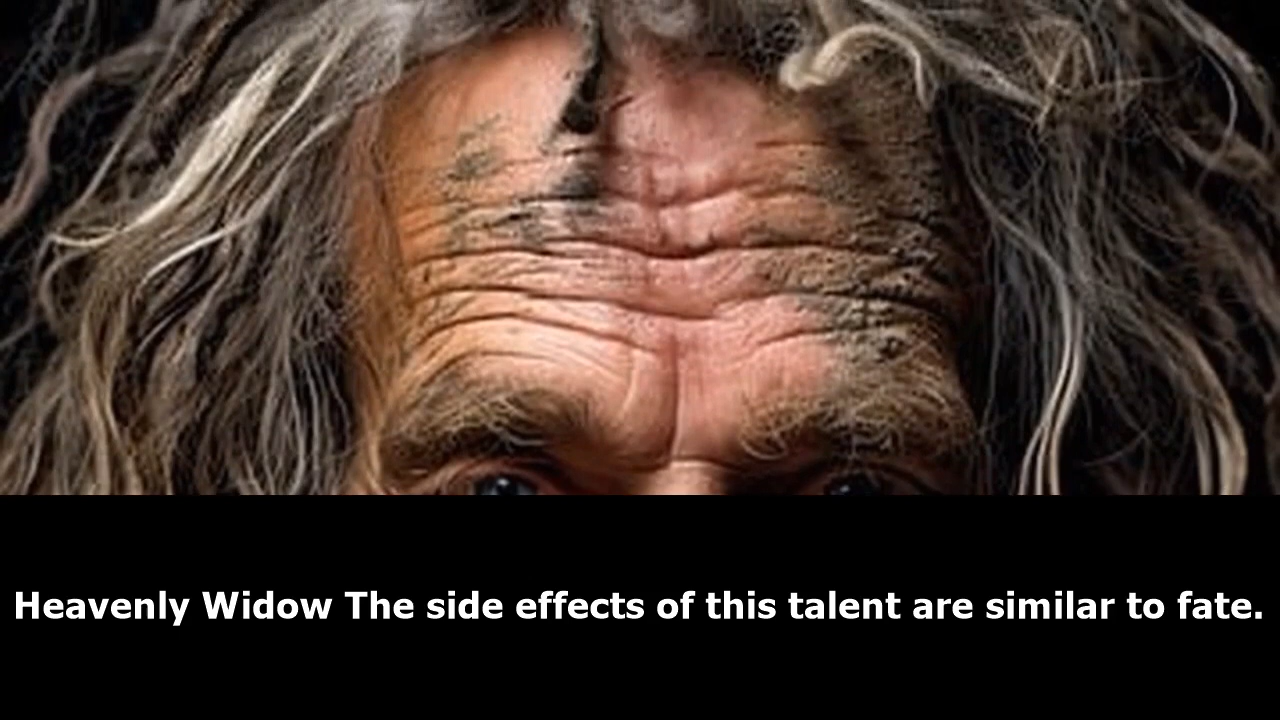 Heavenly Widow The side effects of this talent are similar to fate.